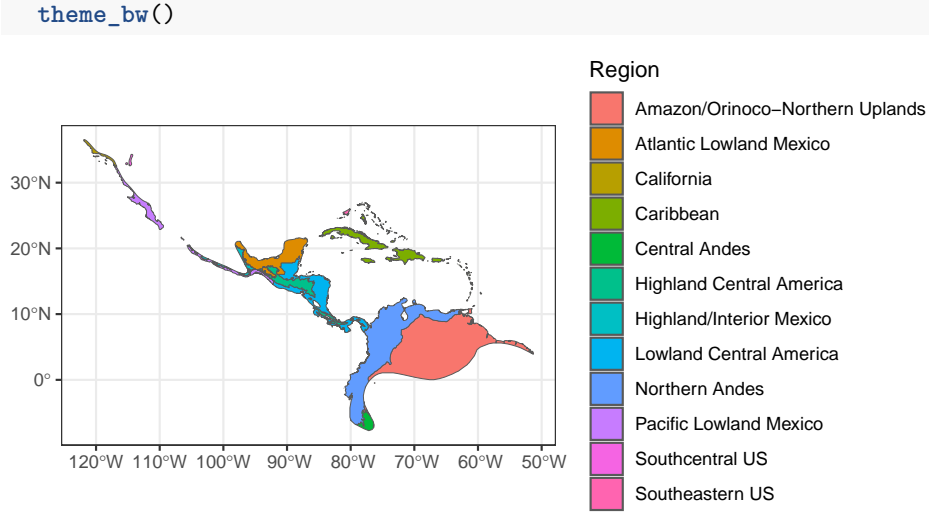 theme_bw()
Region
Amazon/Orinoco−Northern Uplands
Atlantic Lowland Mexico
California
Caribbean
Central Andes
Highland Central America
Highland/Interior Mexico
Lowland Central America
Northern Andes
Pacific Lowland Mexico
Southcentral US
Southeastern US
30°N
20°N
10°N
0°
120°W 110°W 100°W 90°W 80°W 70°W 60°W 50°W